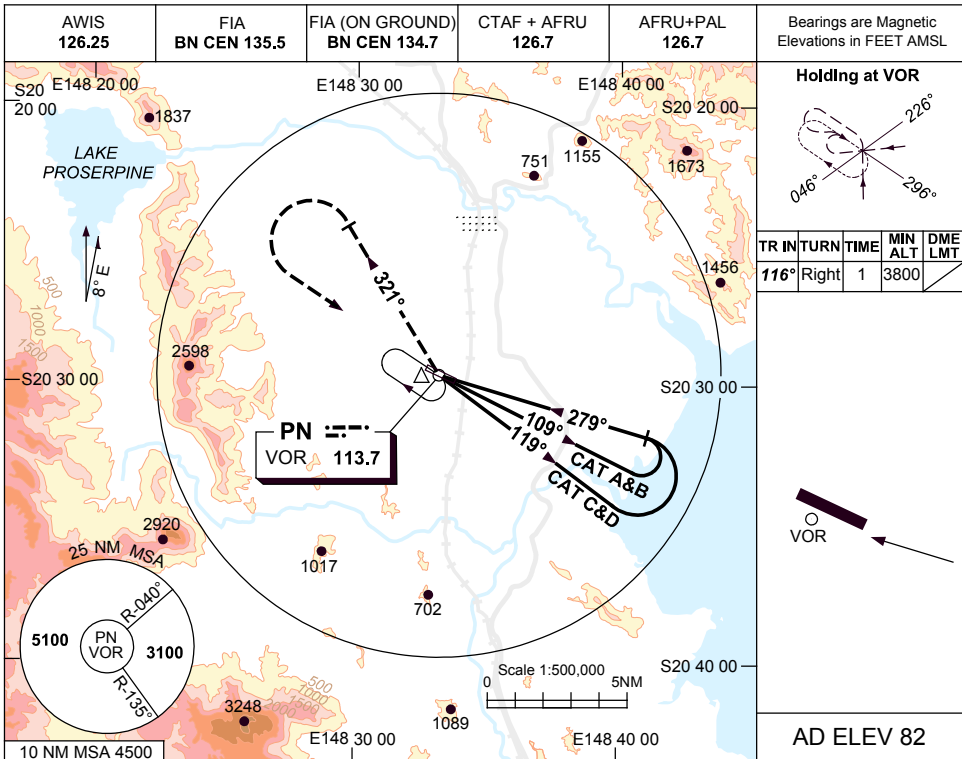 AWIS
126.25
FIA
BN CEN 135.5
FIA (ON GROUND)
BN CEN 134.7
CTAF + AFRU
126.7
AFRU+PAL
126.7
Bearings are Magnetic
Elevations in FEET AMSL
S20
20 00
E148 20 00
E148 30 00
E148 40 00
S20 20 00
1837
LAKE
PROSERPINE
751
1155
1673
1456
8° E
500
1000
1500
321°
2598
S20 30 00
S20 30 00
PN
VOR 113.7
279°
109°
119°
CAT A&B
CAT C&D
2920
25 NM MSA
1017
702
R-040°
5100
PN
VOR
3100
R-135°
Scale 1:500,000
0 5NM
S20 40 00
500
1000
1500
2000
3248
1089
E148 30 00
E148 40 00
10 NM MSA 4500
Holding at VOR
226°
046°
296°
TR IN TURN TIME MIN ALT DME LMT
116° Right 1 3800
VOR
AD ELEV 82